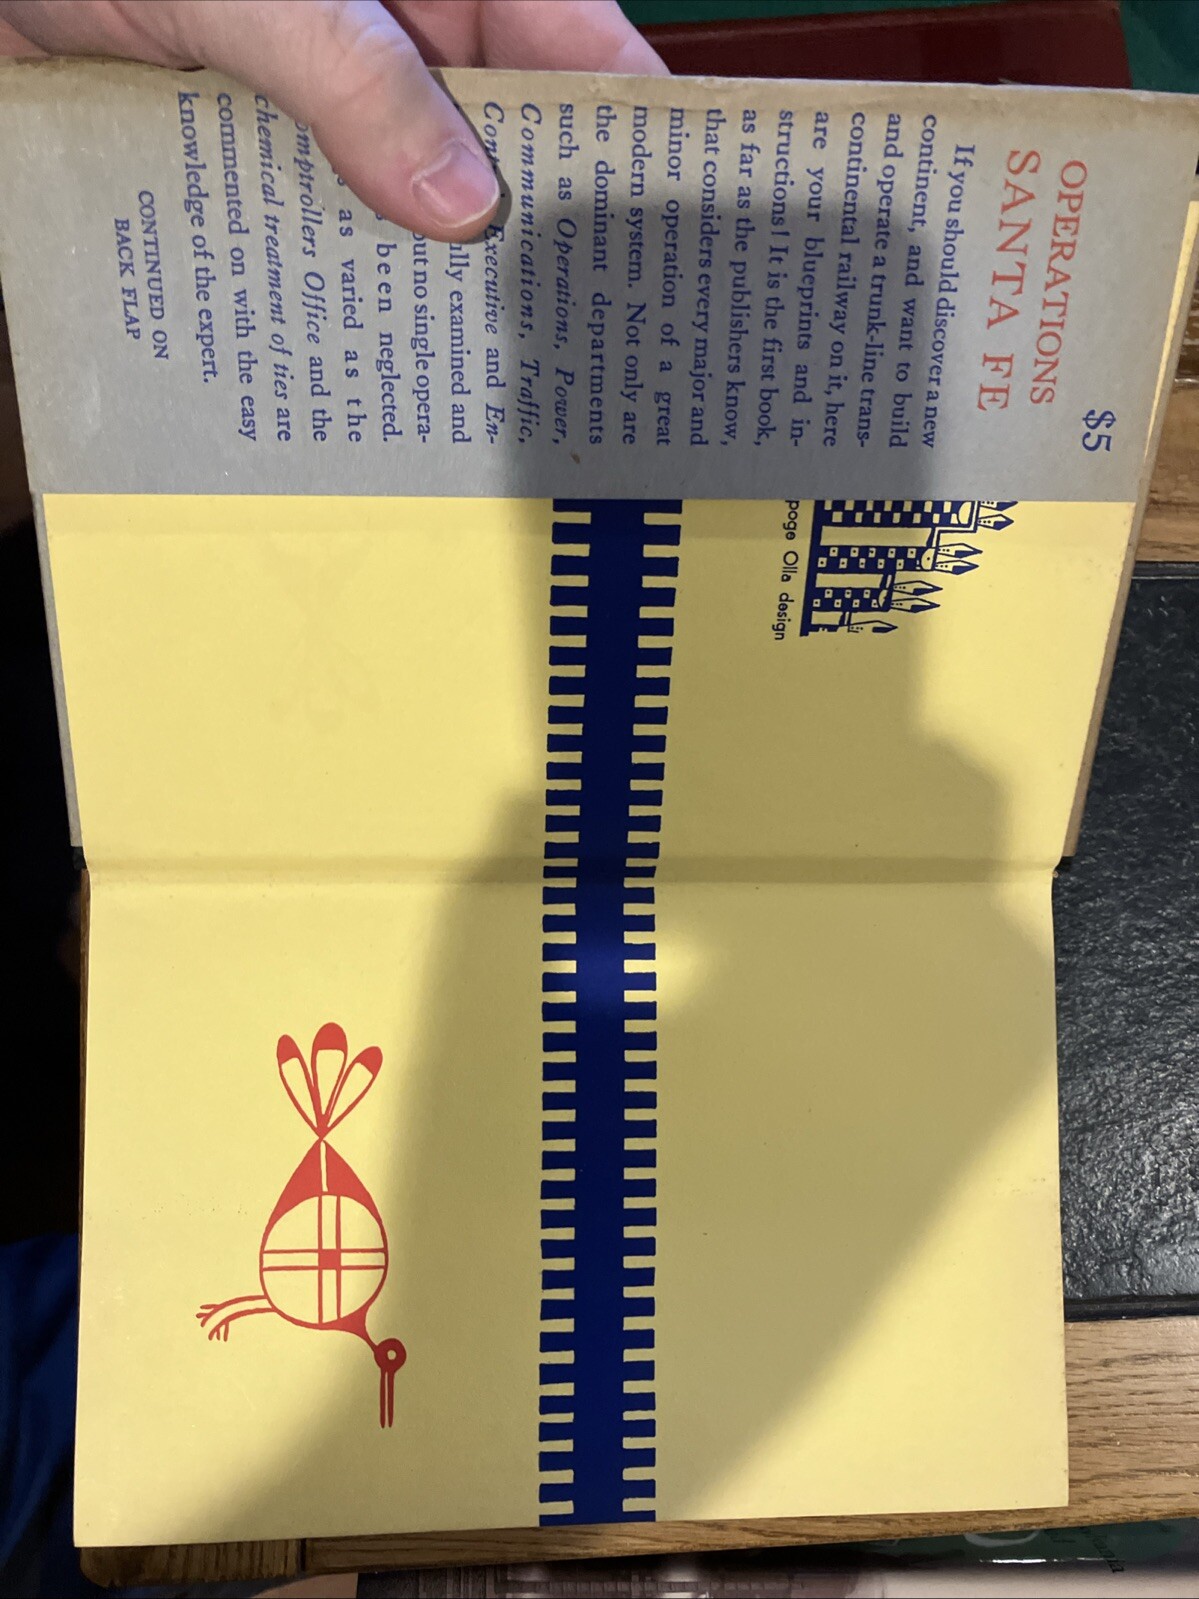 $5
OPERATIONS
SANTA FE
If you should discover a new
continent, and want to build
and operate a trunk-line trans-
continental railway on it, here
are your blueprints and in-
structions! It is the first book,
as far as the publishers know,
that considers every major and
minor operation of a great
modern system. Not only are
the dominant departments
such as Operations, Power,
Communications, Traffic,
Executive and En-
examined and
but no single opera-
been neglected.
as varied as the
Comptrollers Office and the
chemical treatment of ties are
commented on with the easy
knowledge of the expert.
CONTINUED ON
BACK FLAP
Olla design